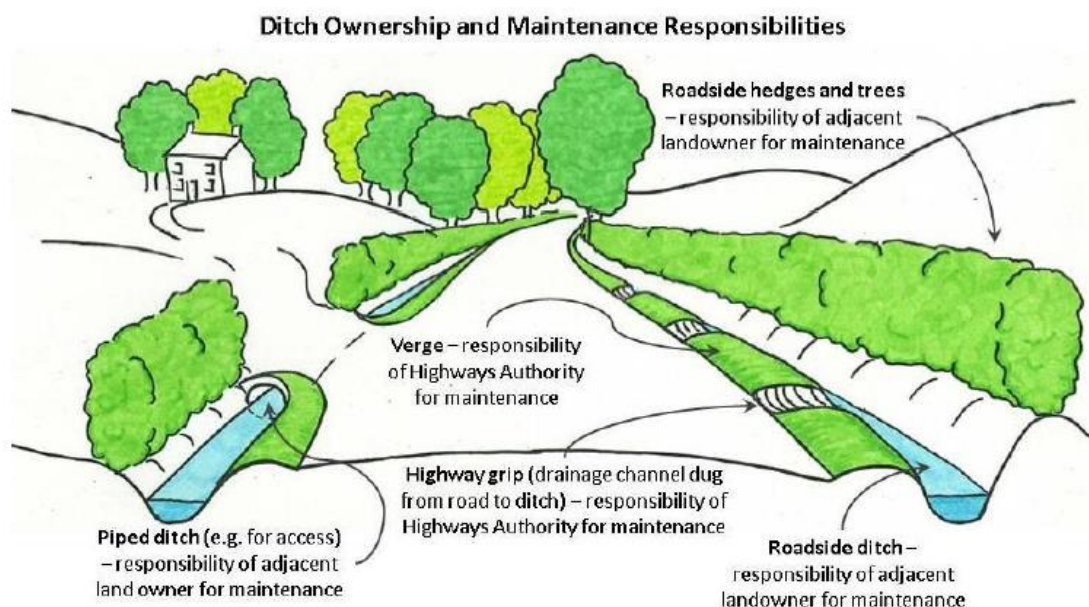 Ditch Ownership and Maintenance Responsibilities
Roadside hedges and trees
– responsibility of adjacent
landowner for maintenance
Verge – responsibility
of Highways Authority
for maintenance
Highway grip (drainage channel dug
from road to ditch) – responsibility of
Highways Authority for maintenance
Piped ditch (e.g. for access)
– responsibility of adjacent
land owner for maintenance
Roadside ditch –
responsibility of adjacent
landowner for maintenance